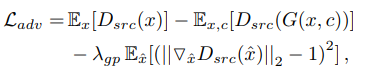 ℒ_adv = 𝔼_x[D_src(x)] − 𝔼_{x,c}[D_src(G(x, c))]
− λ_gp 𝔼_x̂[(||▽_x̂ D_src(x̂)||_2 − 1)^2] ,